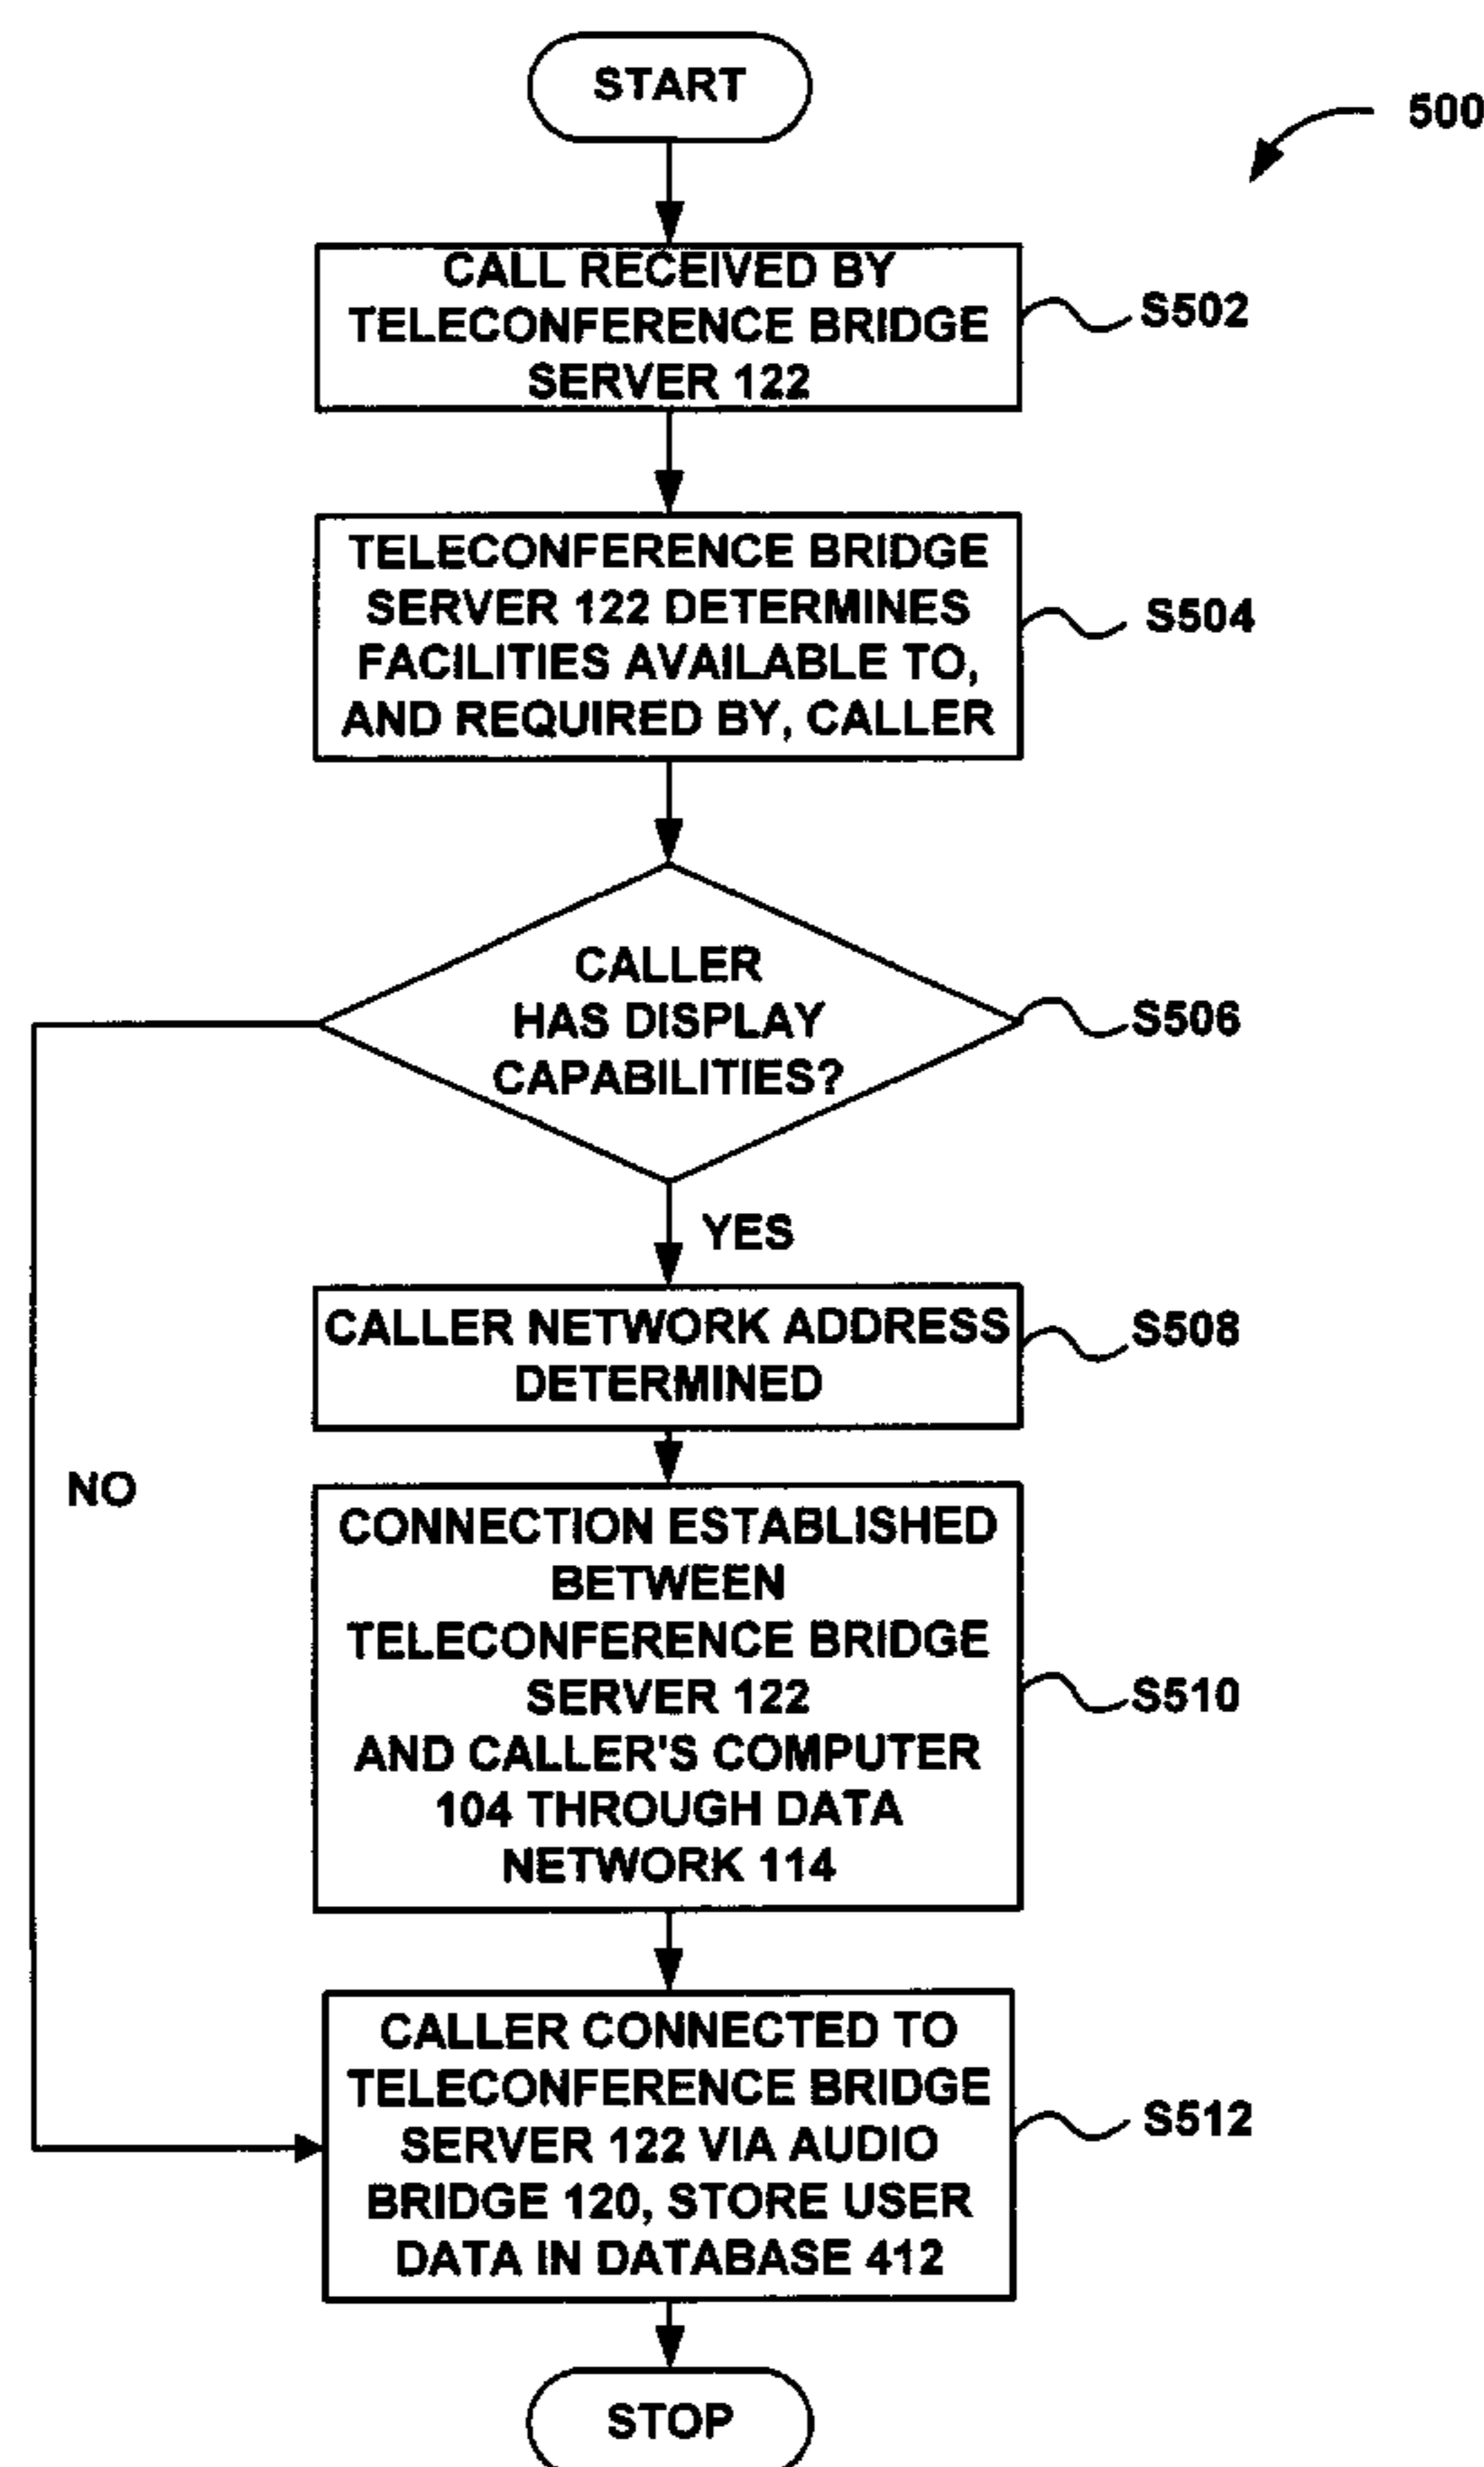 START
500
CALL RECEIVED BY
TELECONFERENCE BRIDGE
SERVER 122
S502
TELECONFERENCE BRIDGE
SERVER 122 DETERMINES
FACILITIES AVAILABLE TO,
AND REQUIRED BY, CALLER
S504
CALLER
HAS DISPLAY
CAPABILITIES?
S506
YES
CALLER NETWORK ADDRESS
DETERMINED
S508
NO
CONNECTION ESTABLISHED
BETWEEN
TELECONFERENCE BRIDGE
SERVER 122
AND CALLER'S COMPUTER
104 THROUGH DATA
NETWORK 114
S510
CALLER CONNECTED TO
TELECONFERENCE BRIDGE
SERVER 122 VIA AUDIO
BRIDGE 120, STORE USER
DATA IN DATABASE 412
S512
STOP